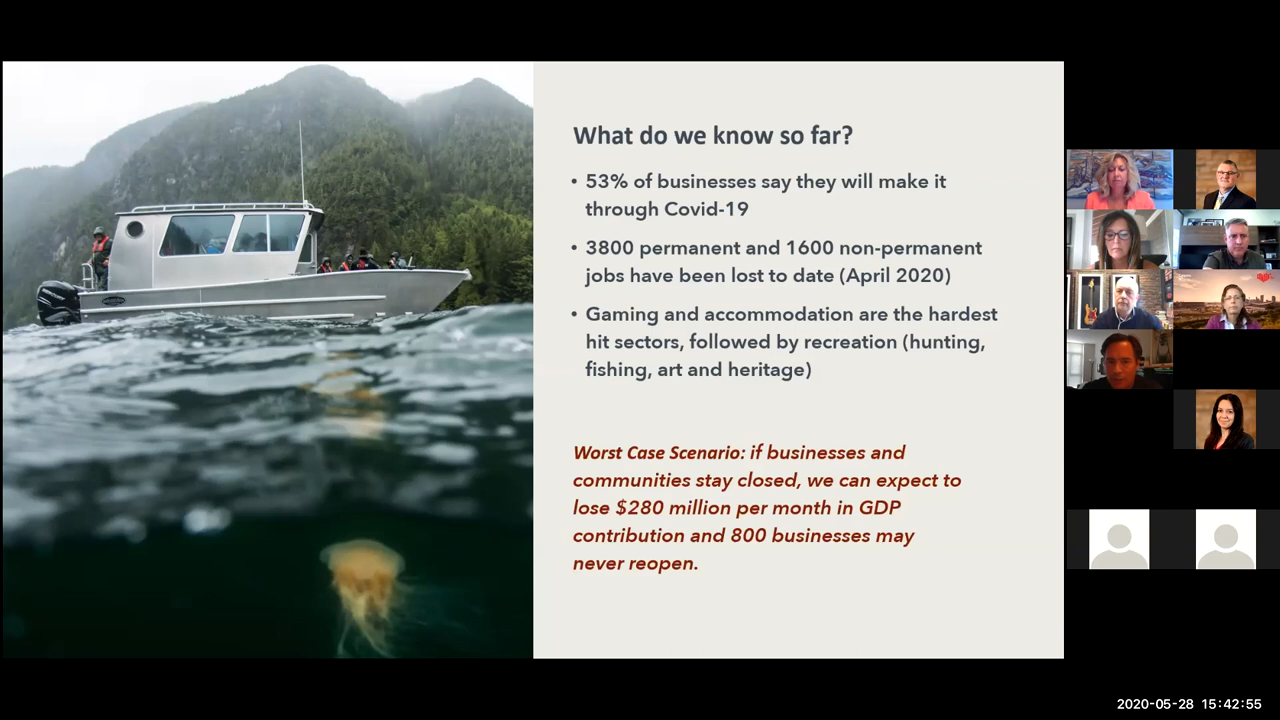 What do we know so far?
• 53% of businesses say they will make it
through Covid-19
• 3800 permanent and 1600 non-permanent
jobs have been lost to date (April 2020)
• Gaming and accommodation are the hardest
hit sectors, followed by recreation (hunting,
fishing, art and heritage)
Worst Case Scenario: if businesses and
communities stay closed, we can expect to
lose $280 million per month in GDP
contribution and 800 businesses may
never reopen.
2020-05-28 15:42:55